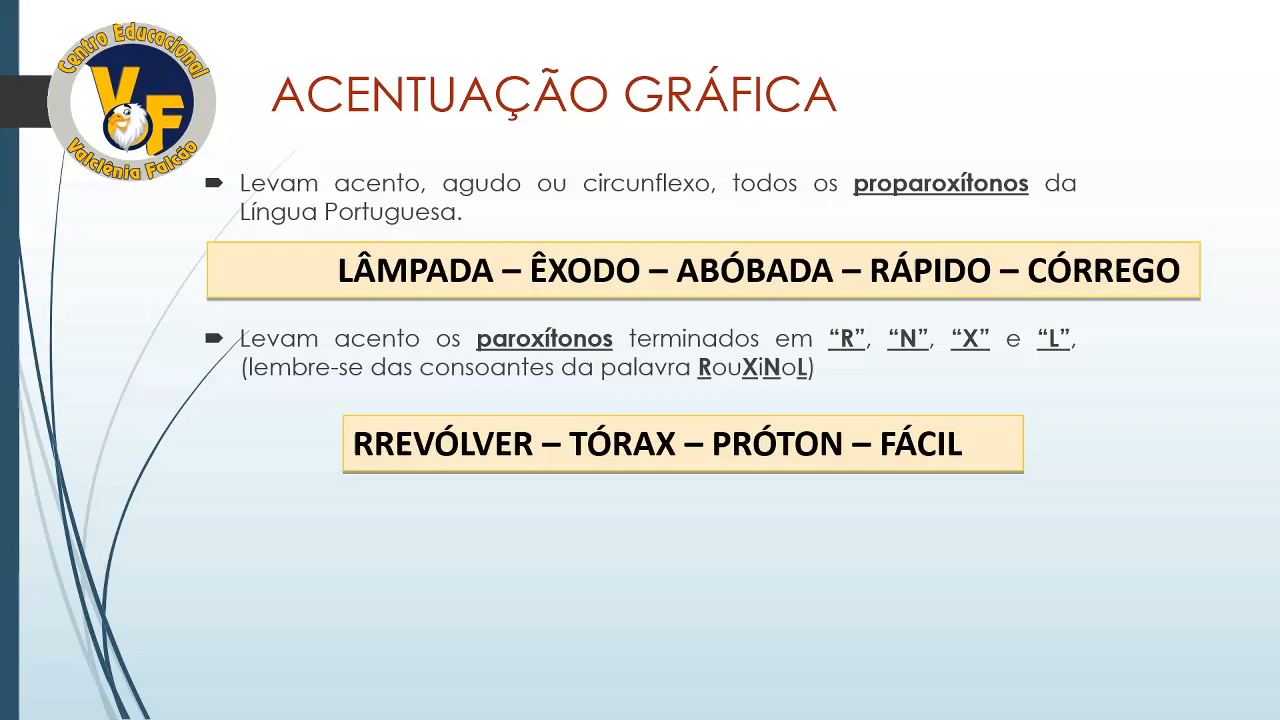 Centro Educacional
VF
Valciênia Falcão
ACENTUAÇÃO GRÁFICA
Levam acento, agudo ou circunflexo, todos os proparoxítonos da
Língua Portuguesa.
LÂMPADA – ÊXODO – ABÓBADA – RÁPIDO – CÓRREGO
Levam acento os paroxítonos terminados em “R”, “N”, “X” e “L”,
(lembre-se das consoantes da palavra RouXiNoL)
RREVÓLVER – TÓRAX – PRÓTON – FÁCIL